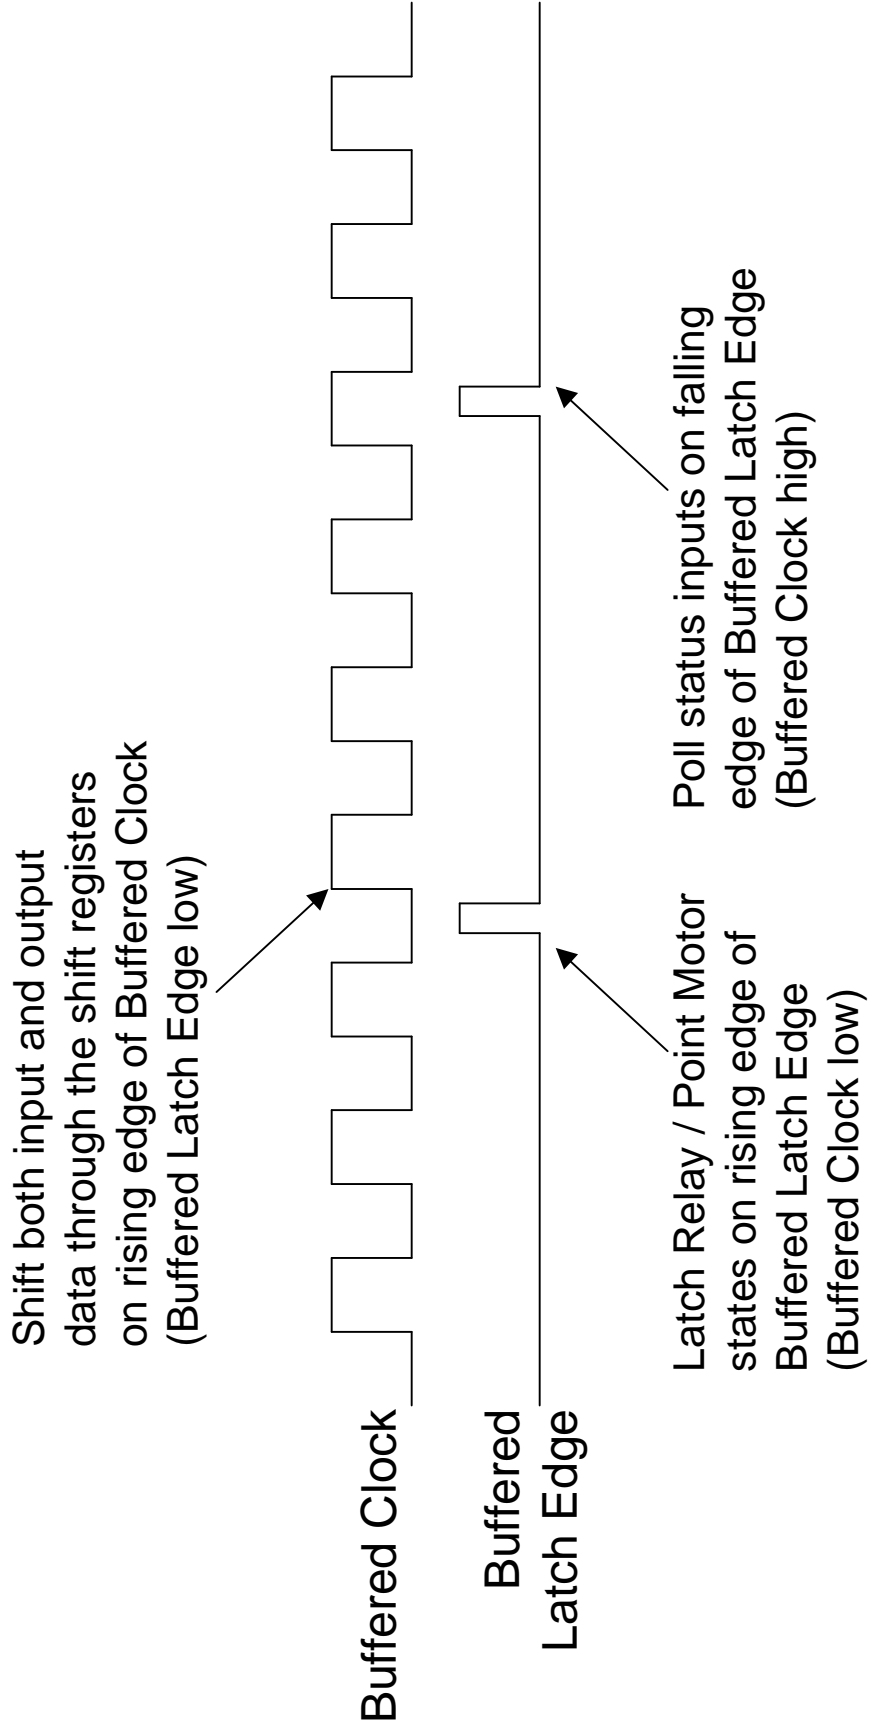 Shift both input and output
data through the shift registers
on rising edge of Buffered Clock
(Buffered Latch Edge low)
Buffered Clock
Buffered
Latch Edge
Latch Relay / Point Motor
states on rising edge of
Buffered Latch Edge
(Buffered Clock low)
Poll status inputs on falling
edge of Buffered Latch Edge
(Buffered Clock high)